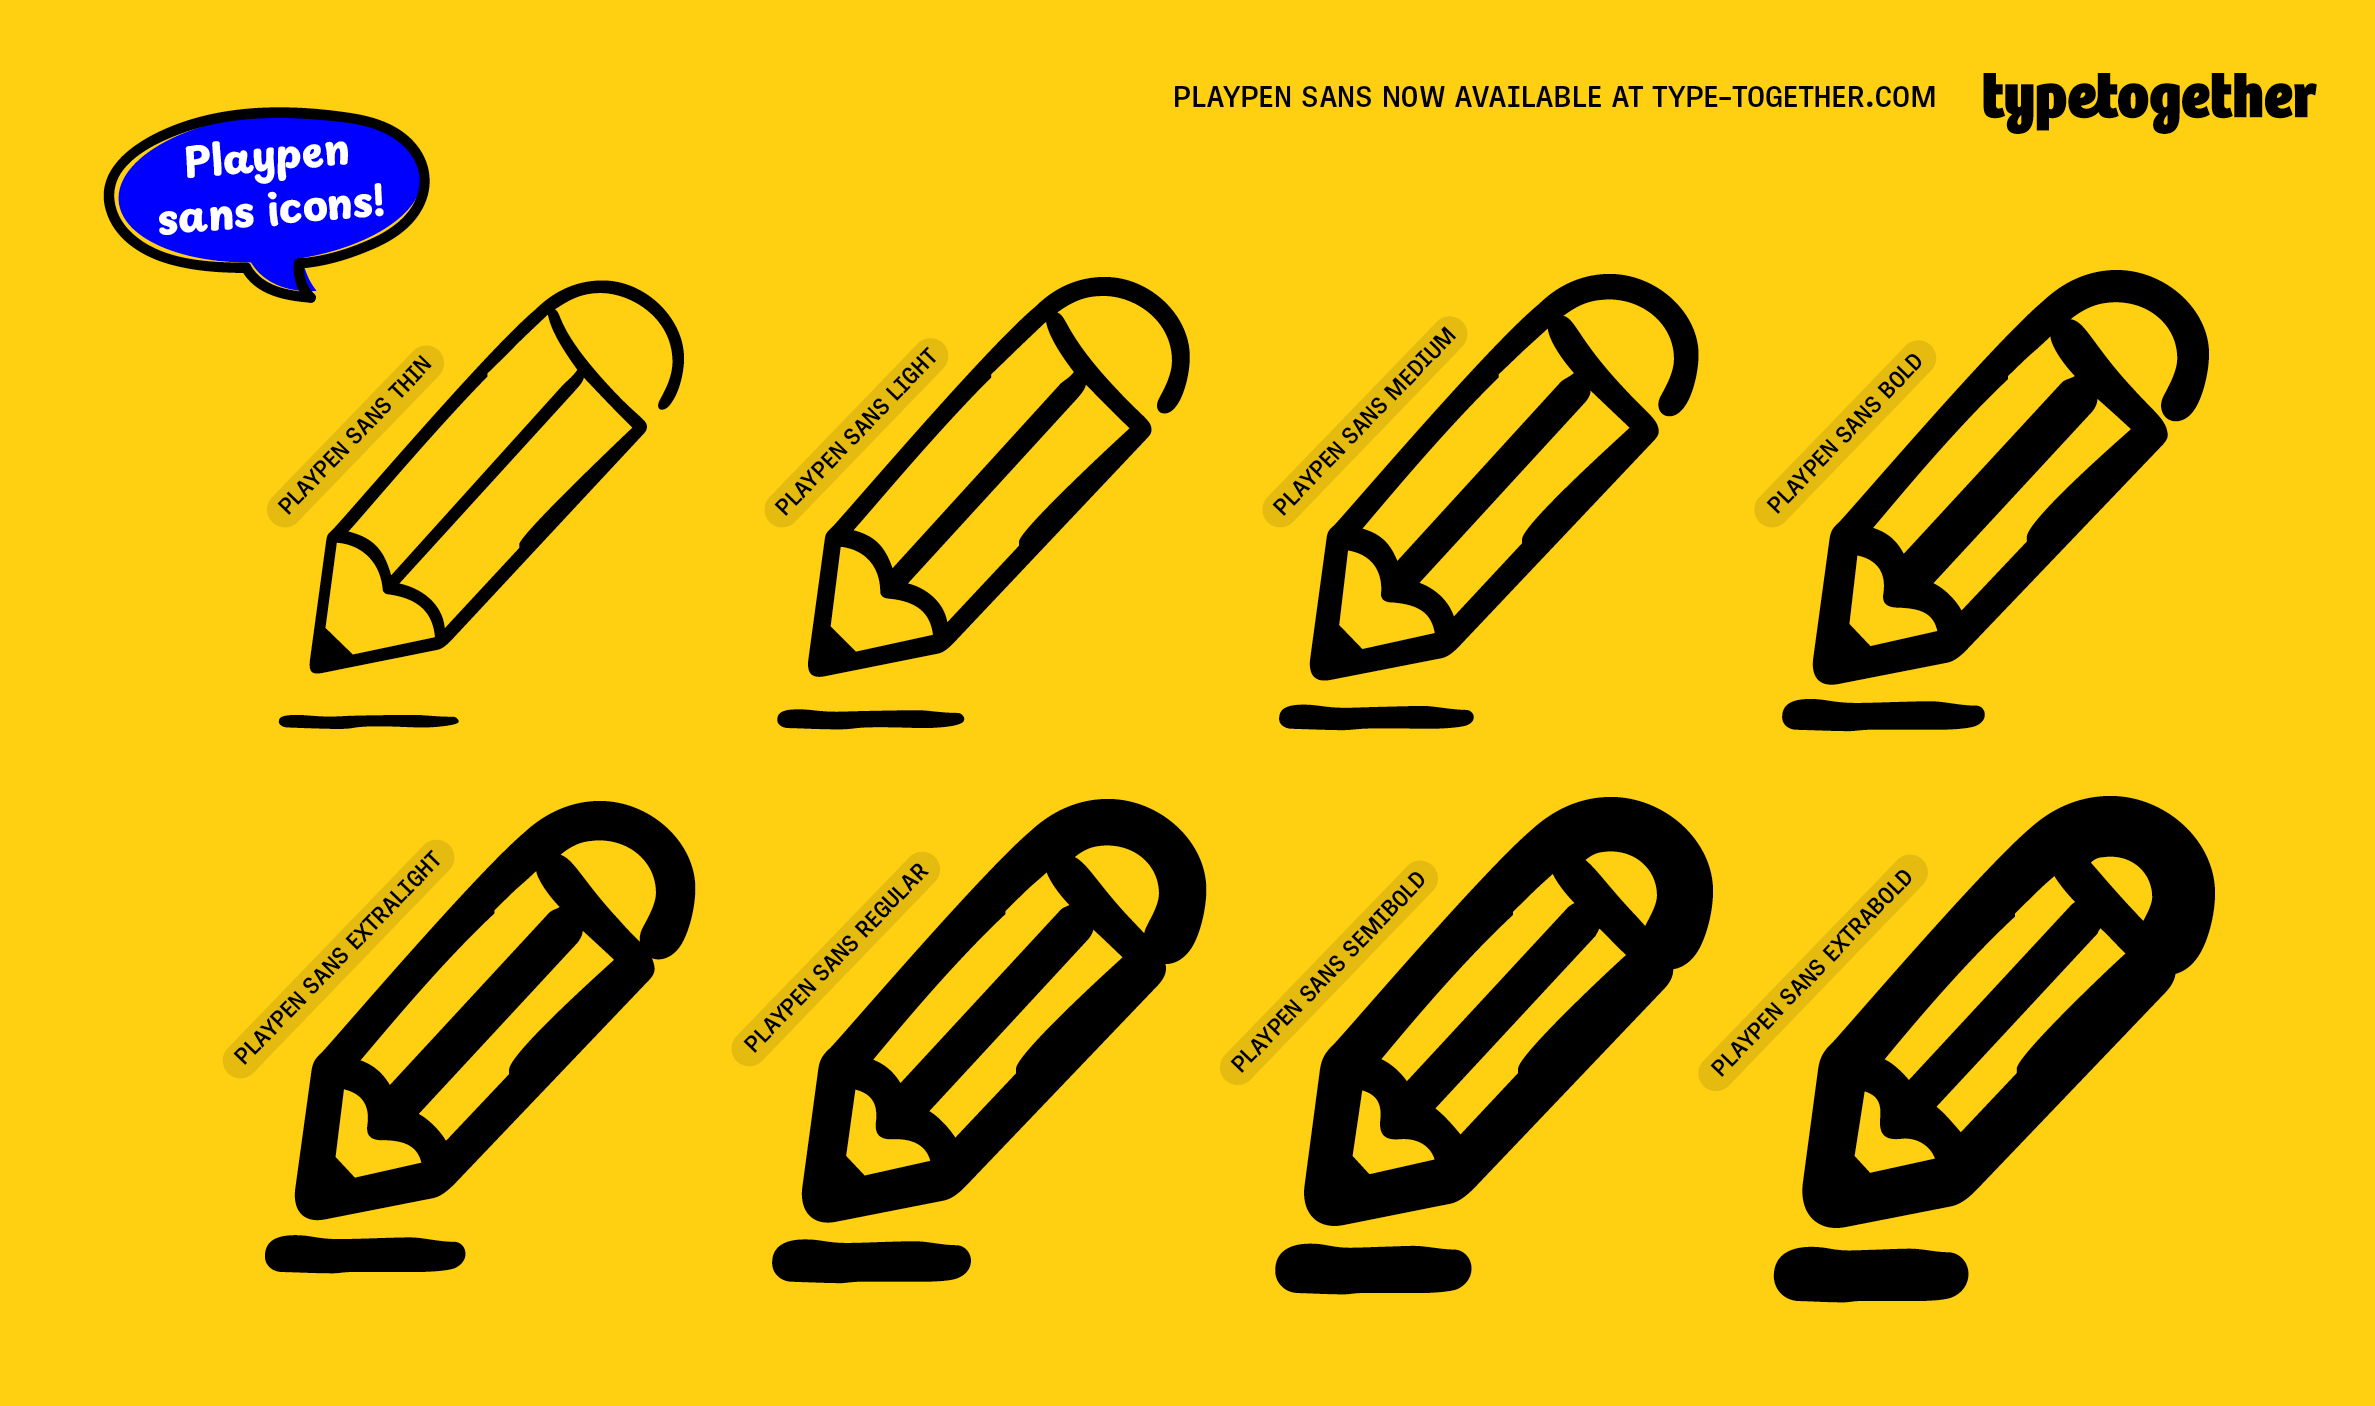 PLAYPEN SANS NOW AVAILABLE AT TYPE-TOGETHER.COM
typetogether
Playpen
sans icons!
PLAYPEN SANS THIN
PLAYPEN SANS LIGHT
PLAYPEN SANS MEDIUM
PLAYPEN SANS BOLD
PLAYPEN SANS EXTRALIGHT
PLAYPEN SANS REGULAR
PLAYPEN SANS SEMIBOLD
PLAYPEN SANS EXTRABOLD